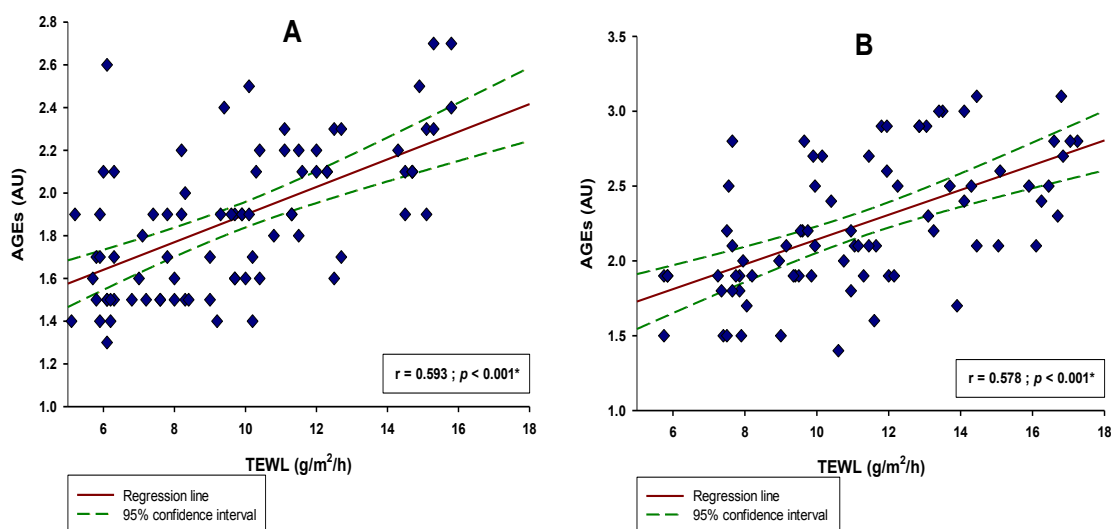 A
2.8
2.6
2.4
2.2
2.0
1.8
1.6
1.4
1.2
1.0
AGEs (AU)
6 8 10 12 14 16 18
TEWL (g/m²/h)
r = 0.593 ; p < 0.001*
Regression line
95% confidence interval
B
3.5
3.0
2.5
2.0
1.5
1.0
AGEs (AU)
6 8 10 12 14 16 18
TEWL (g/m²/h)
r = 0.578 ; p < 0.001*
Regression line
95% confidence interval